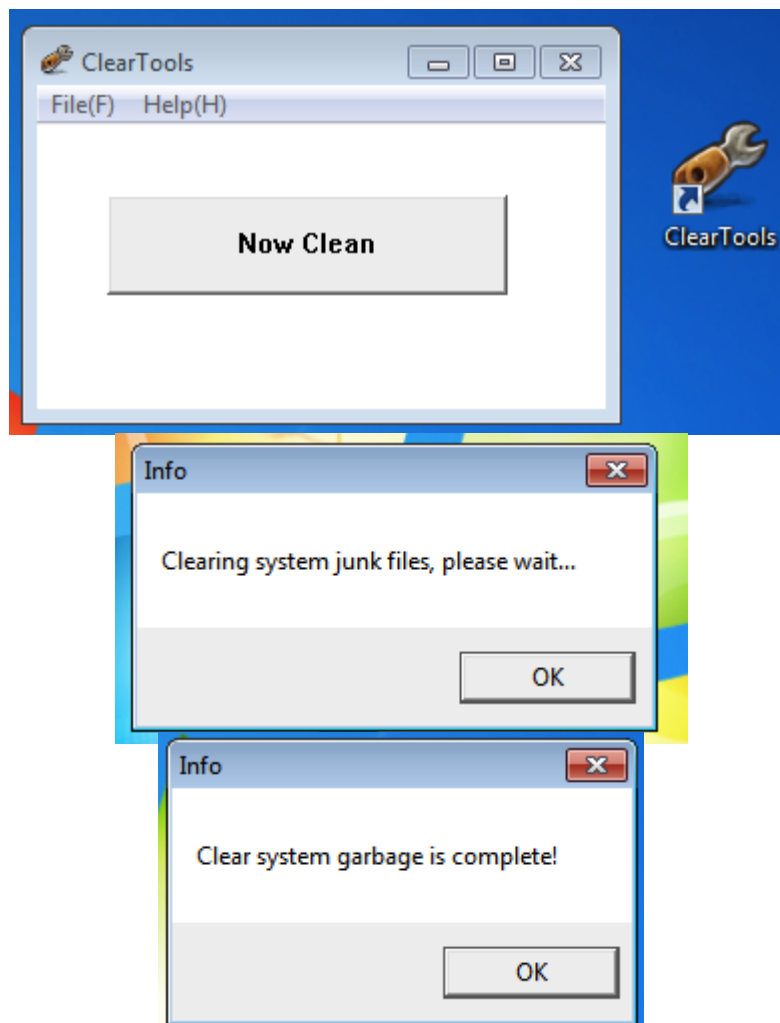 ClearTools
File(F) Help(H)
Now Clean
ClearTools
Info
Clearing system junk files, please wait...
OK
Info
Clear system garbage is complete!
OK